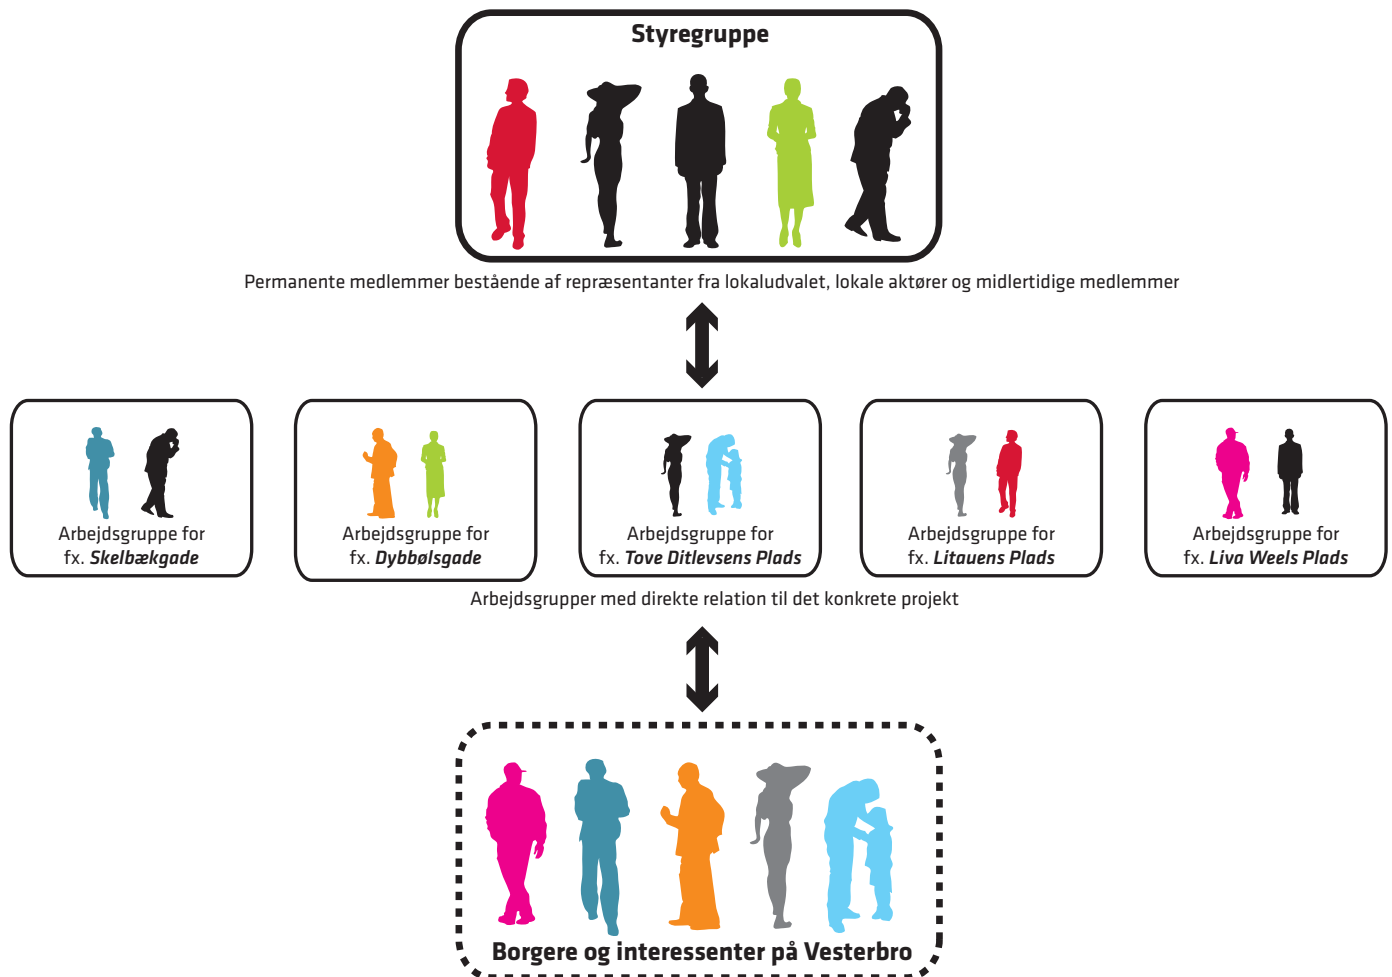 Styregruppe
Permanente medlemmer bestående af repræsentanter fra lokaludvalet, lokale aktører og midlertidige medlemmer
Arbejdsgruppe for
fx. Skelbækgade
Arbejdsgruppe for
fx. Dybbølsgade
Arbejdsgruppe for
fx. Tove Ditlevsens Plads
Arbejdsgruppe for
fx. Litauens Plads
Arbejdsgruppe for
fx. Liva Weels Plads
Arbejdsgrupper med direkte relation til det konkrete projekt
Borgere og interessenter på Vesterbro